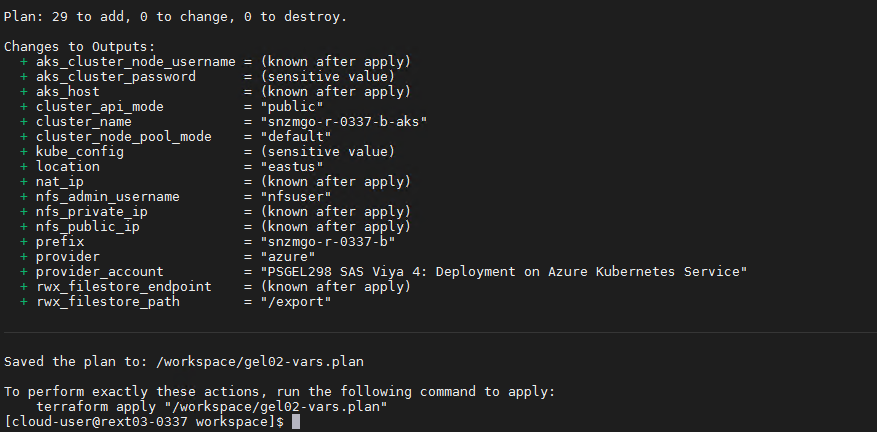 Plan: 29 to add, 0 to change, 0 to destroy.
Changes to Outputs:
  + aks_cluster_node_username = (known after apply)
  + aks_cluster_password      = (sensitive value)
  + aks_host                  = (known after apply)
  + cluster_api_mode          = "public"
  + cluster_name              = "snzmgo-r-0337-b-aks"
  + cluster_node_pool_mode    = "default"
  + kube_config               = (sensitive value)
  + location                  = "eastus"
  + nat_ip                    = (known after apply)
  + nfs_admin_username        = "nfsuser"
  + nfs_private_ip            = (known after apply)
  + nfs_public_ip             = (known after apply)
  + prefix                    = "snzmgo-r-0337-b"
  + provider                  = "azure"
  + provider_account          = "PSGEL298 SAS Viya 4: Deployment on Azure Kubernetes Service"
  + rwx_filestore_endpoint    = (known after apply)
  + rwx_filestore_path        = "/export"
Saved the plan to: /workspace/gel02-vars.plan
To perform exactly these actions, run the following command to apply:
    terraform apply "/workspace/gel02-vars.plan"
[cloud-user@rext03-0337 workspace]$